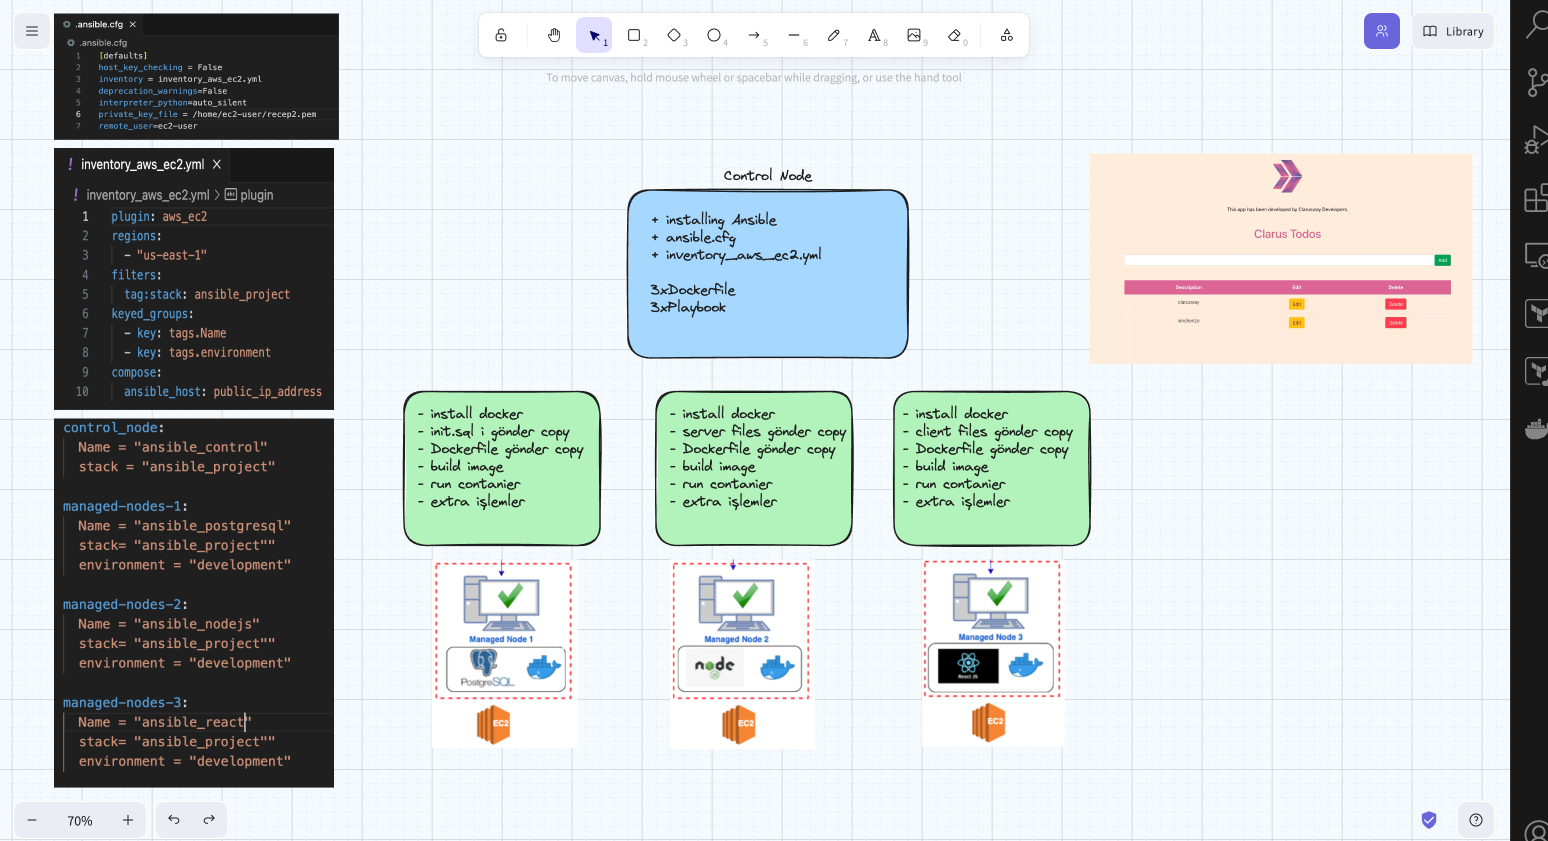 .ansible.cfg
.ansible.cfg
1 [defaults]
2 host_key_checking = False
3 inventory = inventory_aws_ec2.yml
4 deprecation_warnings=False
5 interpreter_python=auto_silent
6 private_key_file = /home/ec2-user/recep2.pem
7 remote_user=ec2-user
! inventory_aws_ec2.yml X
! inventory_aws_ec2.yml > abc plugin
1 plugin: aws_ec2
2 regions:
3 - "us-east-1"
4 filters:
5 tag:stack: ansible_project
6 keyed_groups:
7 - key: tags.Name
8 - key: tags.environment
9 compose:
10 ansible_host: public_ip_address
control_node:
Name = "ansible_control"
stack = "ansible_project"
managed-nodes-1:
Name = "ansible_postgresql"
stack= "ansible_project""
environment = "development"
managed-nodes-2:
Name = "ansible_nodejs"
stack= "ansible_project""
environment = "development"
managed-nodes-3:
Name = "ansible_react"
stack= "ansible_project""
environment = "development"
1 2 3 4 5 6 7 A 8 9 0
To move canvas, hold mouse wheel or spacebar while dragging, or use the hand tool
Library
Control Node
+ installing Ansible
+ ansible.cfg
+ inventory_aws_ec2.yml
3xDockerfile
3xPlaybook
This app has been developed by Clarusway Developers.
Clarus Todos
Add
Description Edit Delete
clarusway Edit Delete
vinchenzo Edit Delete
- install docker
- init.sql i gönder copy
- Dockerfile gönder copy
- build image
- run contanier
- extra işlemler
- install docker
- server files gönder copy
- Dockerfile gönder copy
- build image
- run contanier
- extra işlemler
- install docker
- client files gönder copy
- Dockerfile gönder copy
- build image
- run contanier
- extra işlemler
Managed Node 1
PostgreSQL
EC2
Managed Node 2
node
EC2
Managed Node 3
React JS
EC2
70%